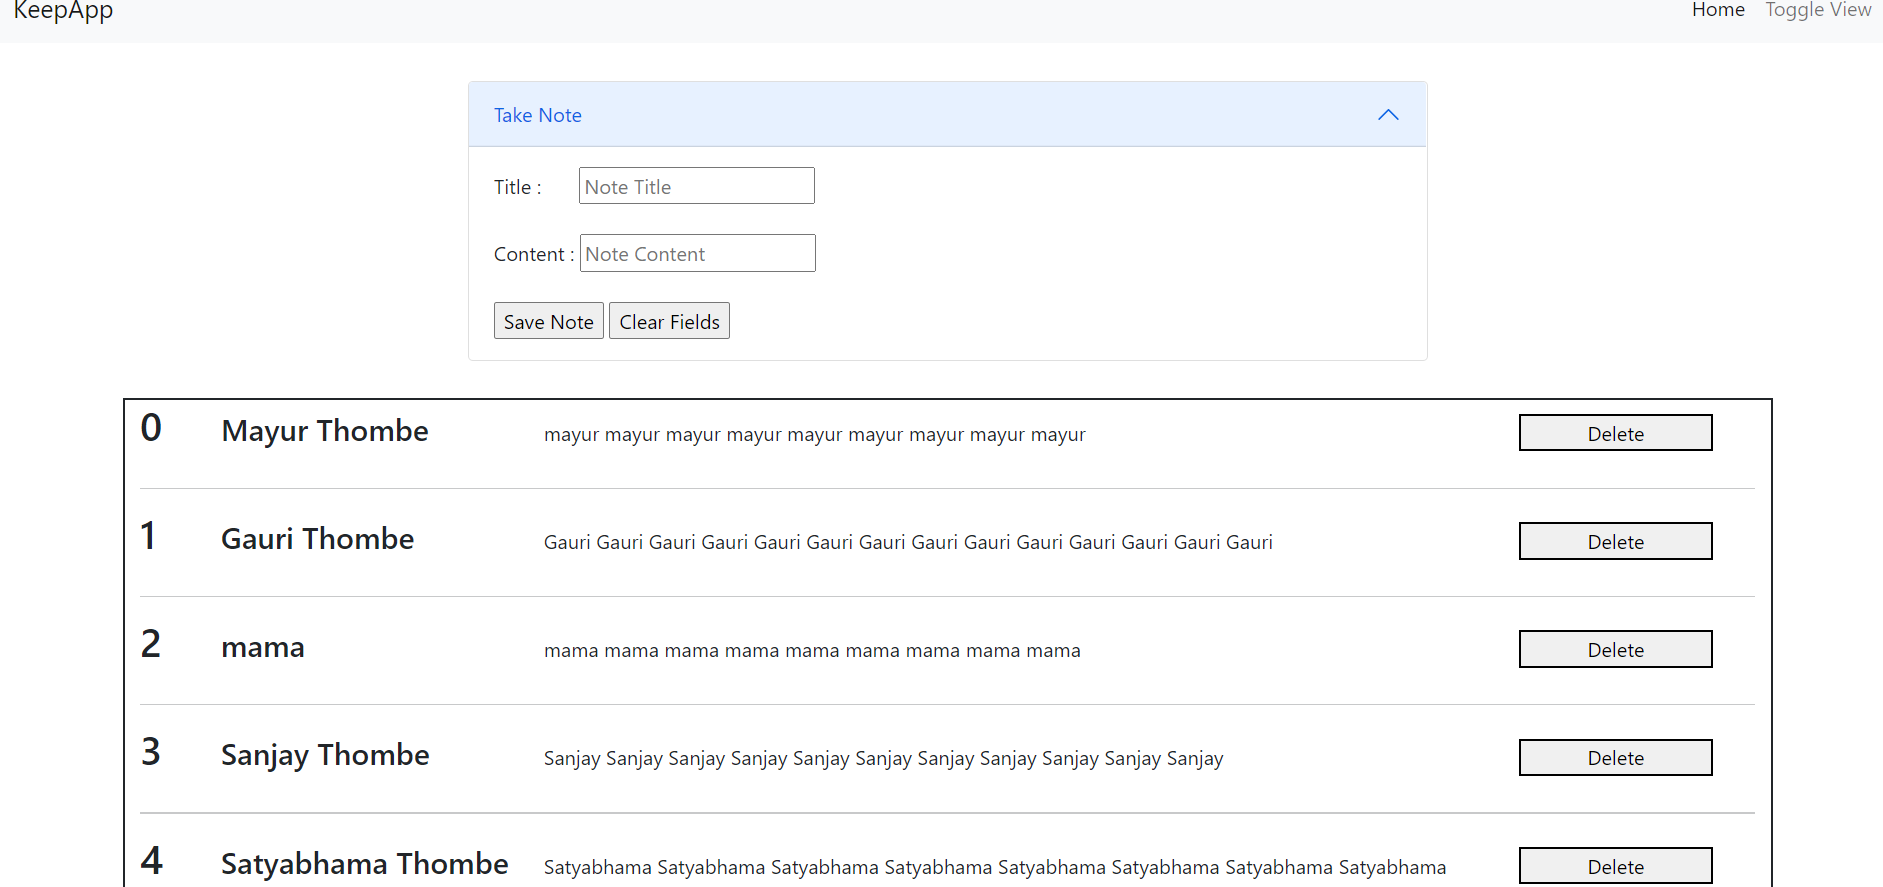 KeepApp
Home Toggle View
Take Note
Title : Note Title
Content : Note Content
Save Note Clear Fields
0 Mayur Thombe mayur mayur mayur mayur mayur mayur mayur mayur mayur Delete
1 Gauri Thombe Gauri Gauri Gauri Gauri Gauri Gauri Gauri Gauri Gauri Gauri Gauri Gauri Gauri Gauri Delete
2 mama mama mama mama mama mama mama mama mama mama Delete
3 Sanjay Thombe Sanjay Sanjay Sanjay Sanjay Sanjay Sanjay Sanjay Sanjay Sanjay Sanjay Sanjay Delete
4 Satyabhama Thombe Satyabhama Satyabhama Satyabhama Satyabhama Satyabhama Satyabhama Satyabhama Satyabhama Delete